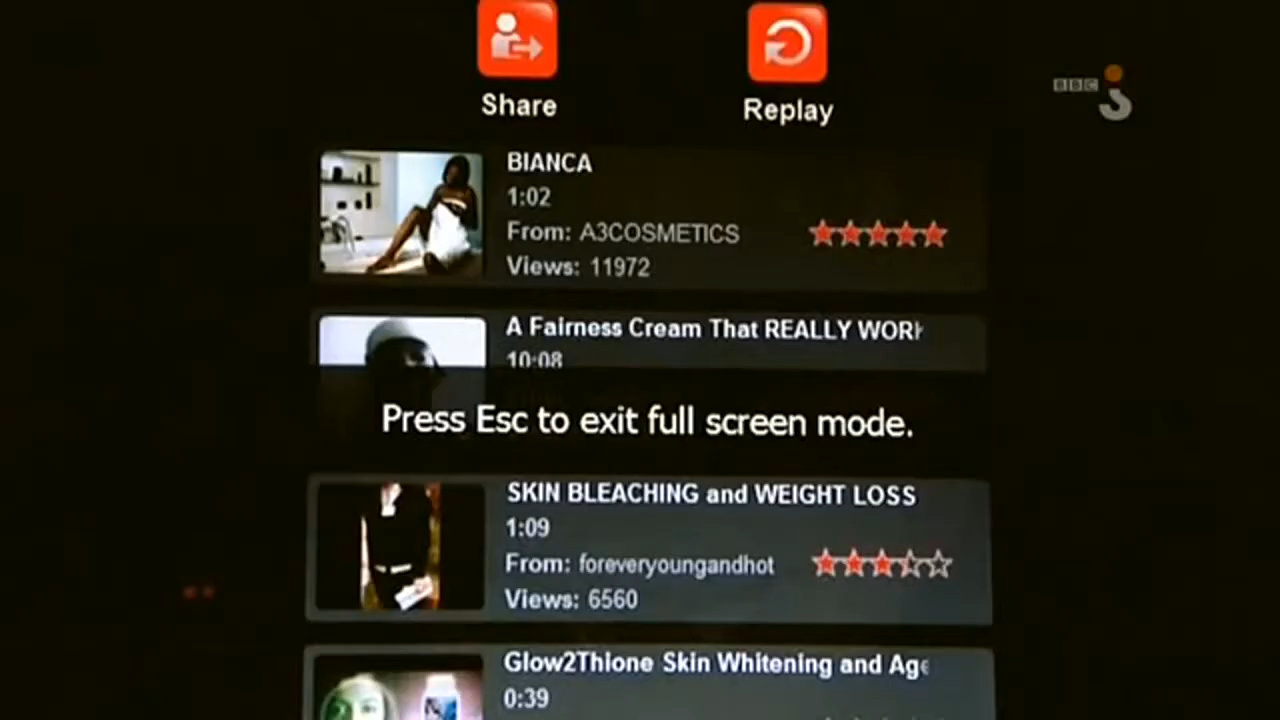 Share
Replay
BBC
BIANCA
1:02
From: A3COSMETICS
Views: 11972
A Fairness Cream That REALLY
10:08
Press Esc to exit full screen mode.
SKIN BLEACHING and WEIGHT LOSS
1:09
From: foreveryoungandhot
Views: 6560
Glow2Thione Skin Whitening and
0:39